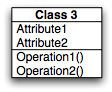 Class 3
Attribute1
Attribute2
Operation1()
Operation2()